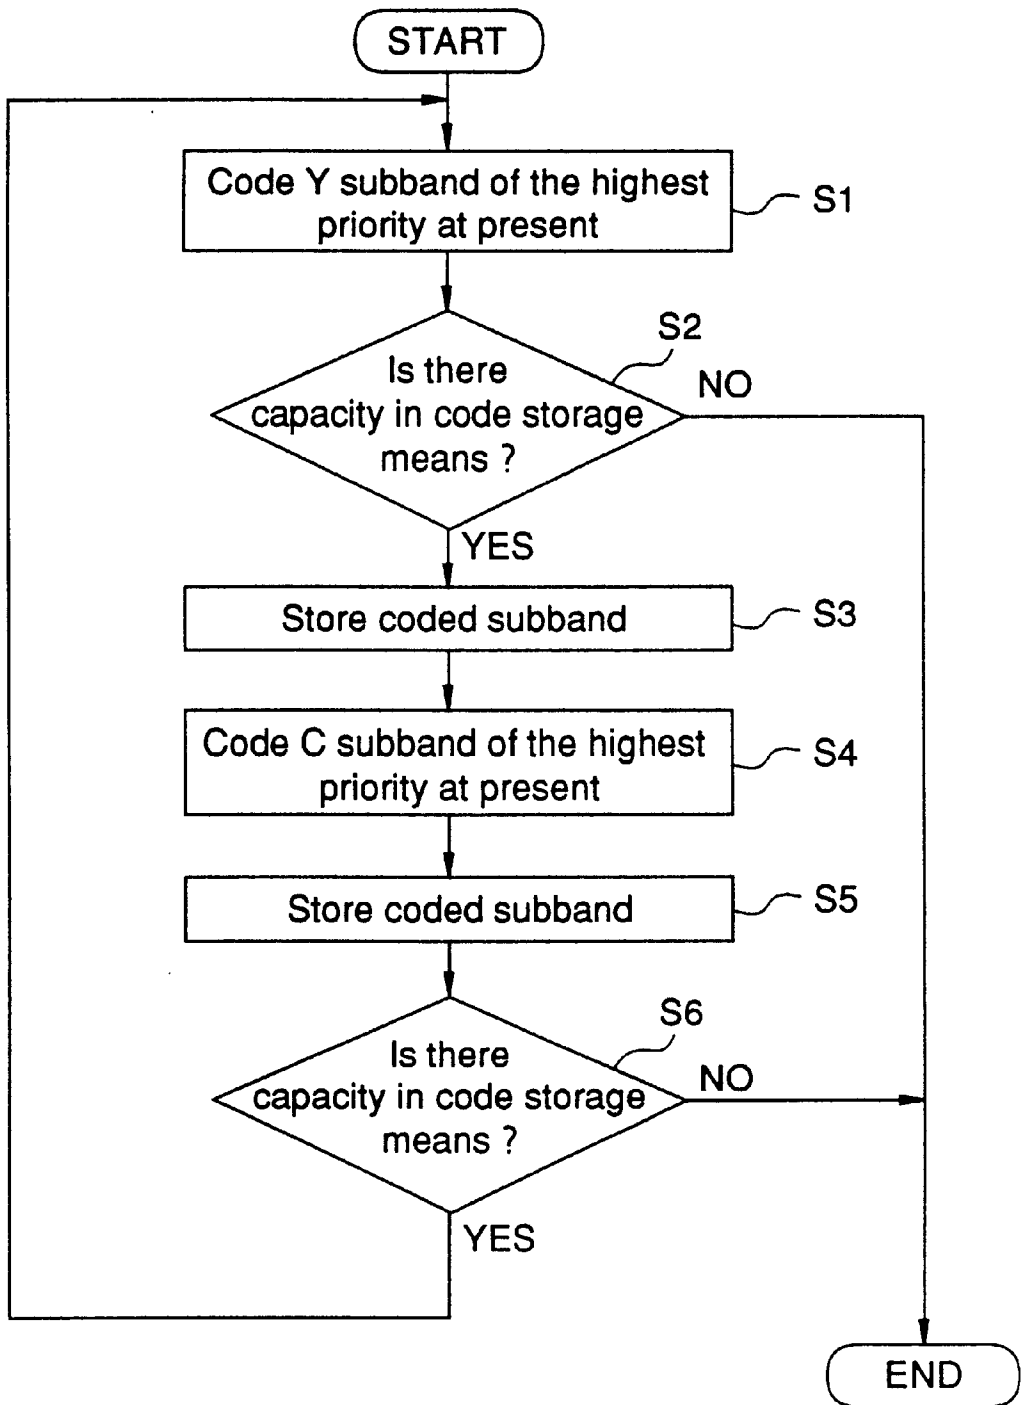 START
Code Y subband of the highest
priority at present
S1
S2
Is there
capacity in code storage
means ?
NO
YES
Store coded subband
S3
Code C subband of the highest
priority at present
S4
Store coded subband
S5
S6
Is there
capacity in code storage
means ?
NO
YES
END